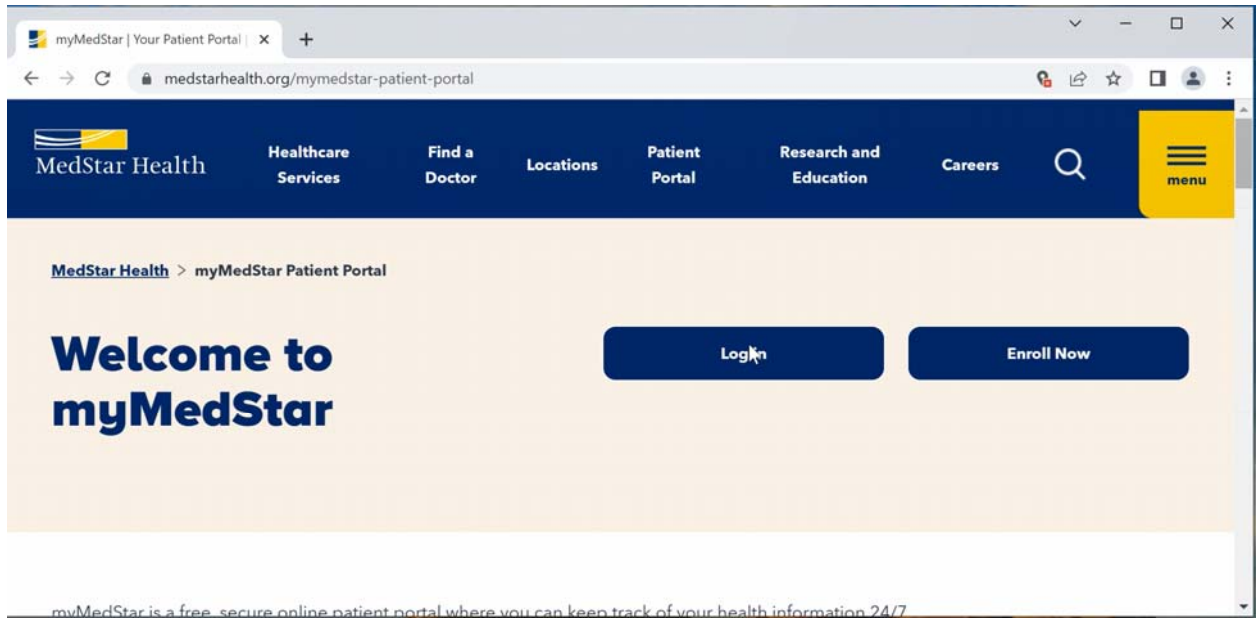 myMedStar | Your Patient Portal |
medstarhealth.org/mymedstar-patient-portal
MedStar Health
Healthcare
Services
Find a
Doctor
Locations
Patient
Portal
Research and
Education
Careers
menu
MedStar Health > myMedStar Patient Portal
Welcome to
myMedStar
Login
Enroll Now
myMedStar is a free, secure online patient portal where you can keep track of your health information 24/7